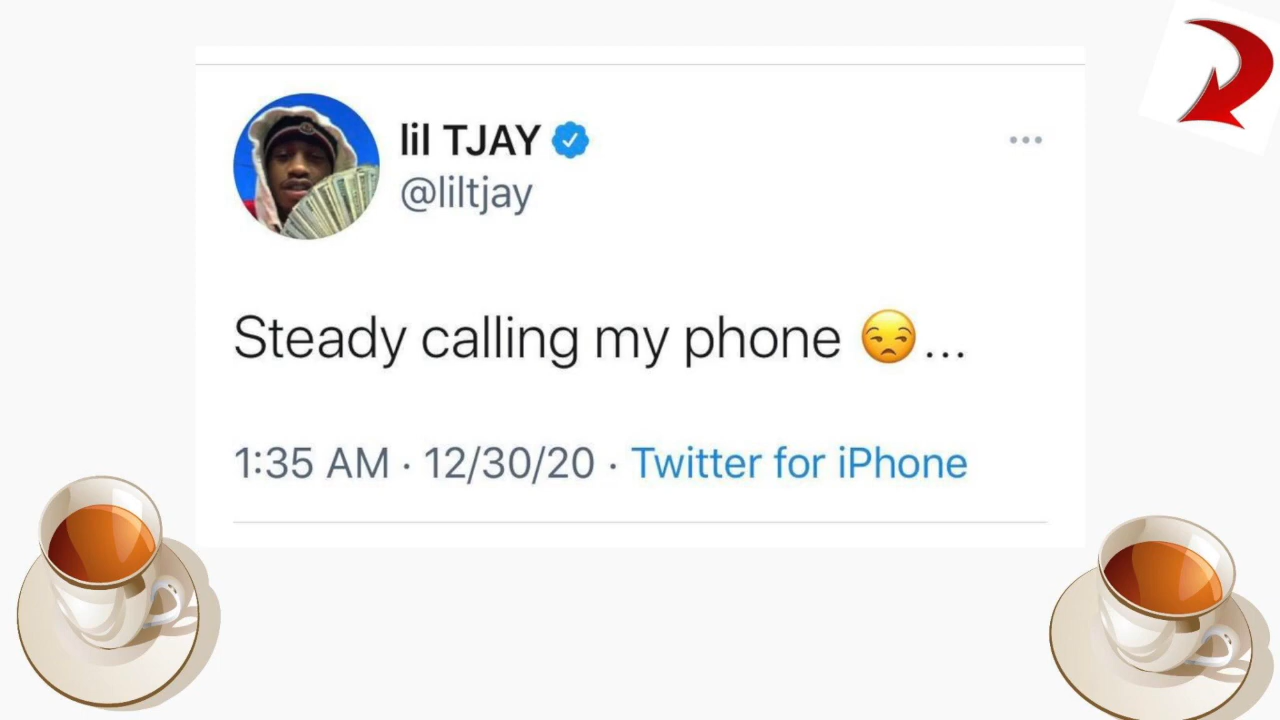 lil TJAY
@liltjay
Steady calling my phone 😒...
1:35 AM · 12/30/20 · Twitter for iPhone